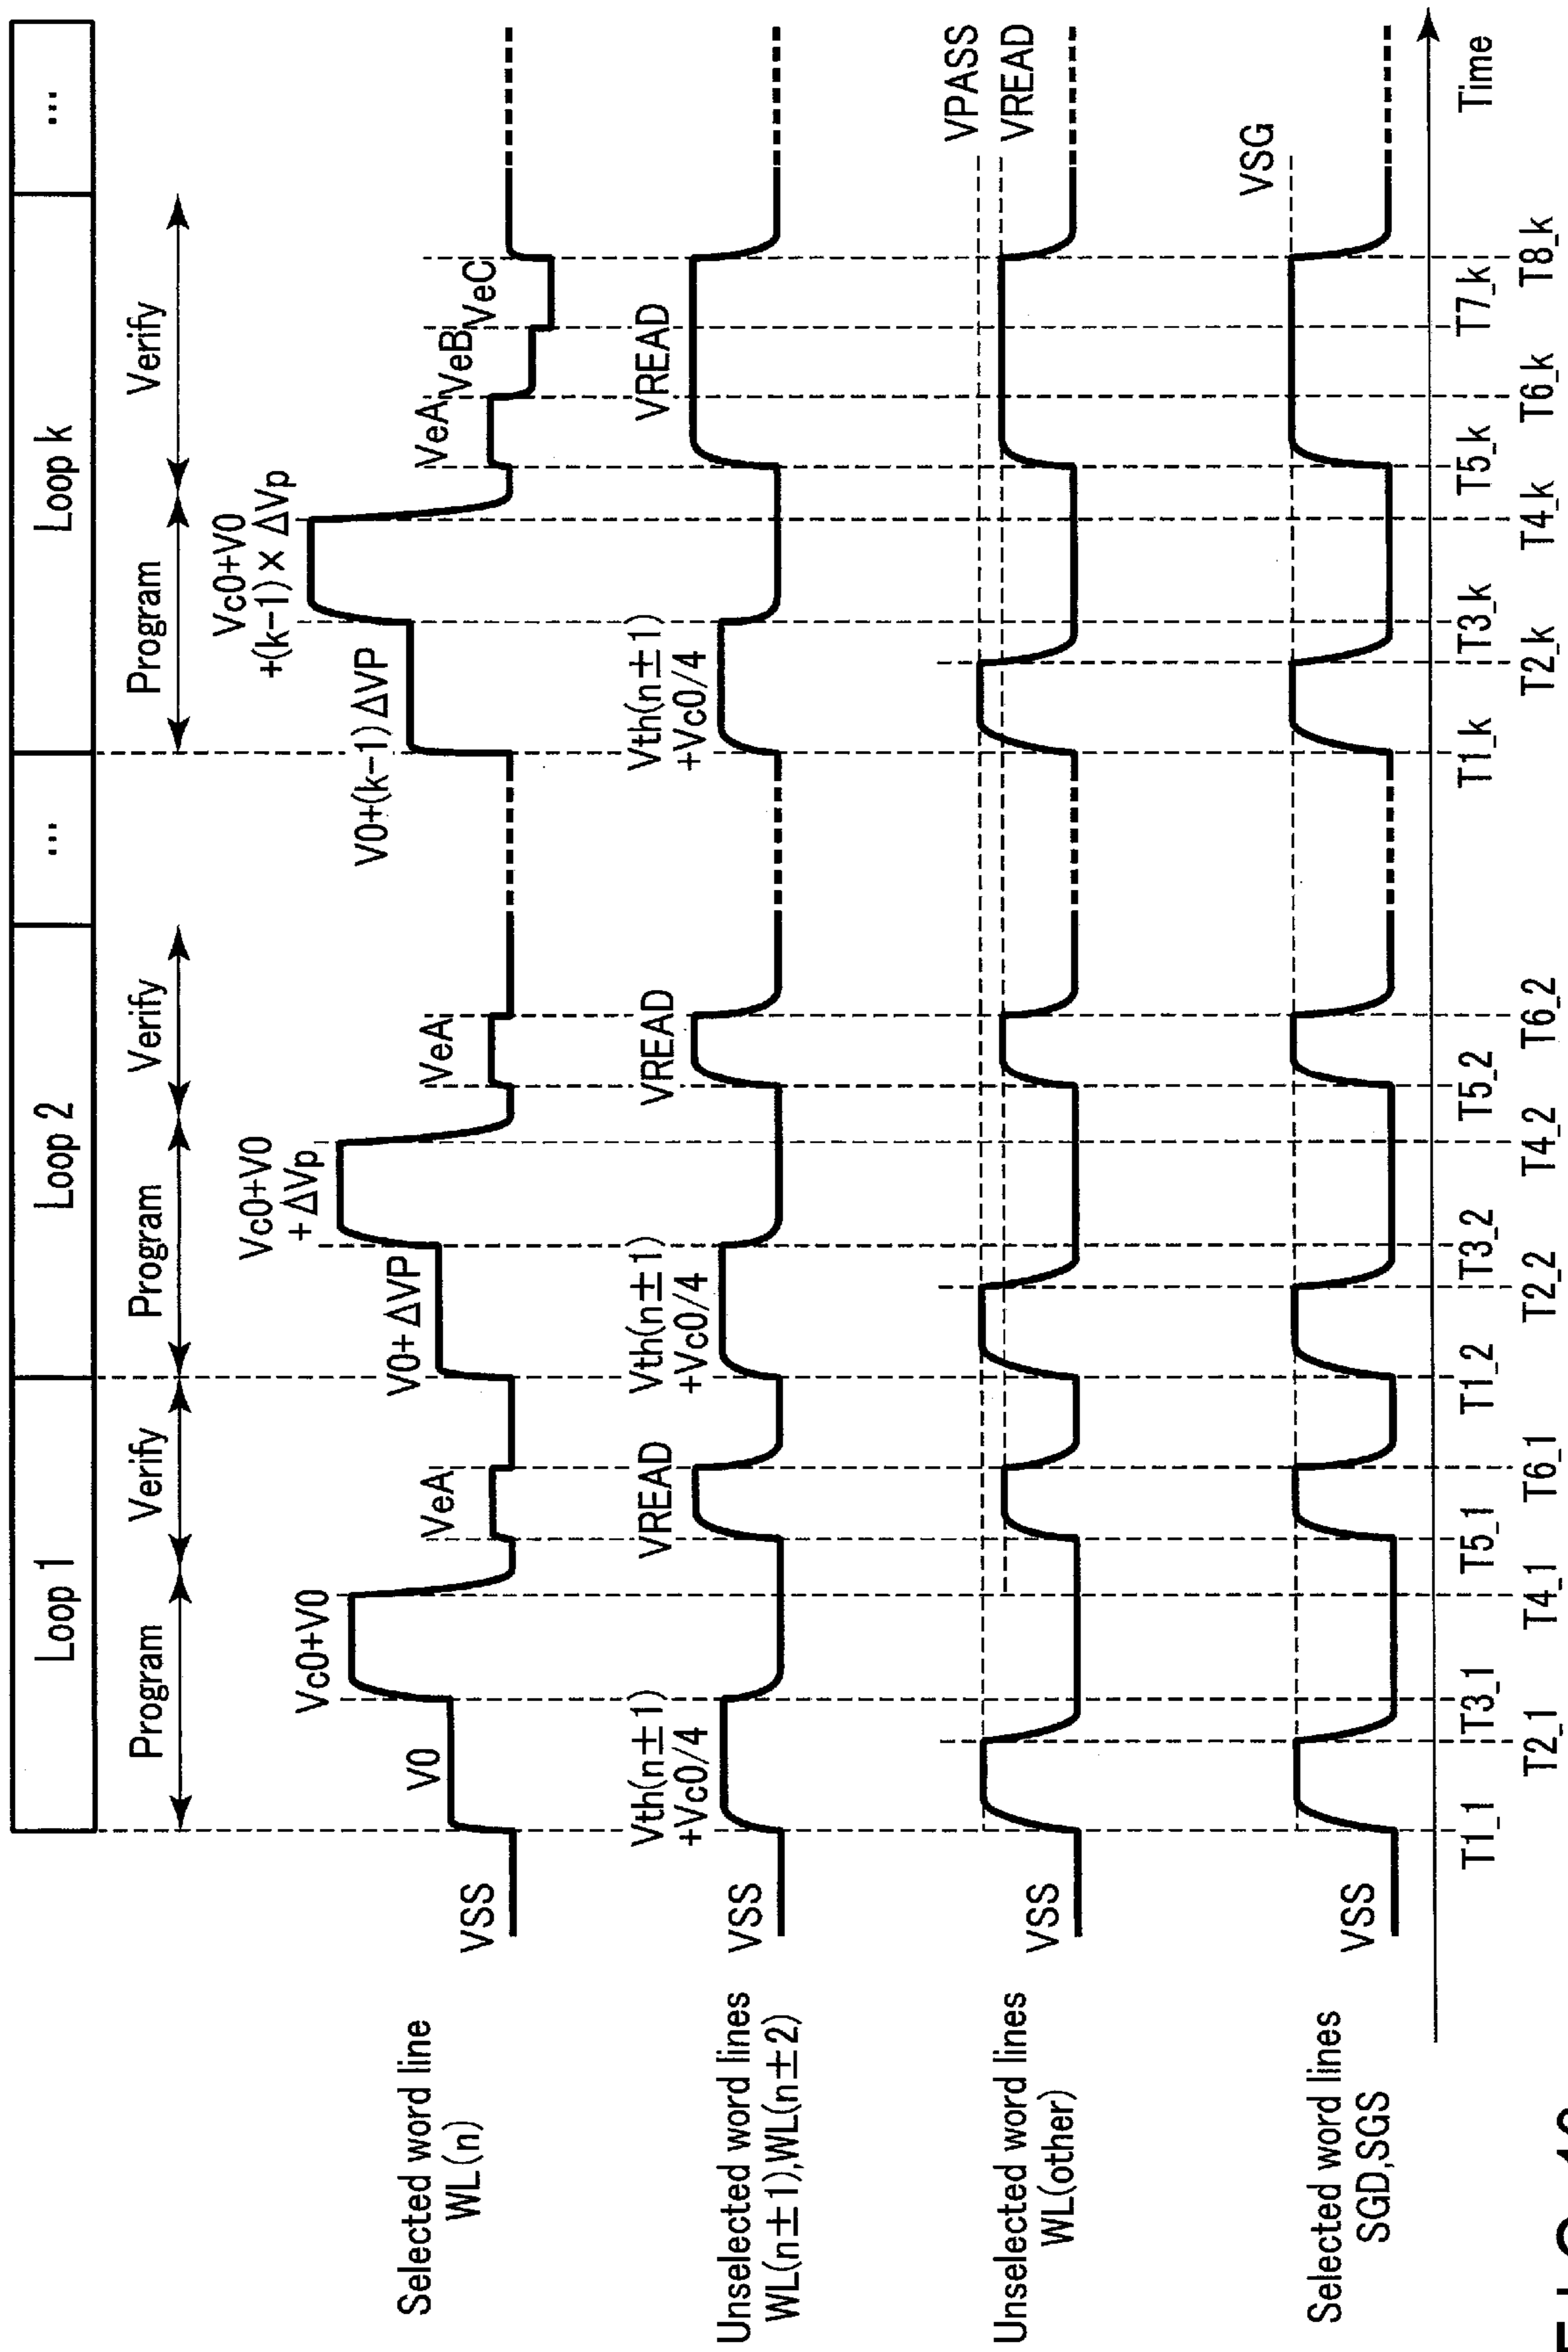 Loop 1
Loop 2
...
Loop k
...
Program
Verify
Program
Verify
Program
Verify
Selected word line
WL(n)
VSS
V0
Vc0+V0
VeA
V0+ΔVP
Vc0+V0
+ΔVp
VeA
V0+(k-1)ΔVP
Vc0+V0
+(k-1)×ΔVp
VeA
VeB
VeC
Unselected word lines
WL(n±1),WL(n±2)
VSS
Vth(n±1)
+Vc0/4
VREAD
Vth(n±1)
+Vc0/4
VREAD
Vth(n±1)
+Vc0/4
VREAD
Unselected word lines
WL(other)
VSS
VPASS
VREAD
Selected word lines
SGD,SGS
VSS
VSG
Time
T1_1
T2_1
T3_1
T4_1
T5_1
T6_1
T1_2
T2_2
T3_2
T4_2
T5_2
T6_2
T1_k
T2_k
T3_k
T4_k
T5_k
T6_k
T7_k
T8_k